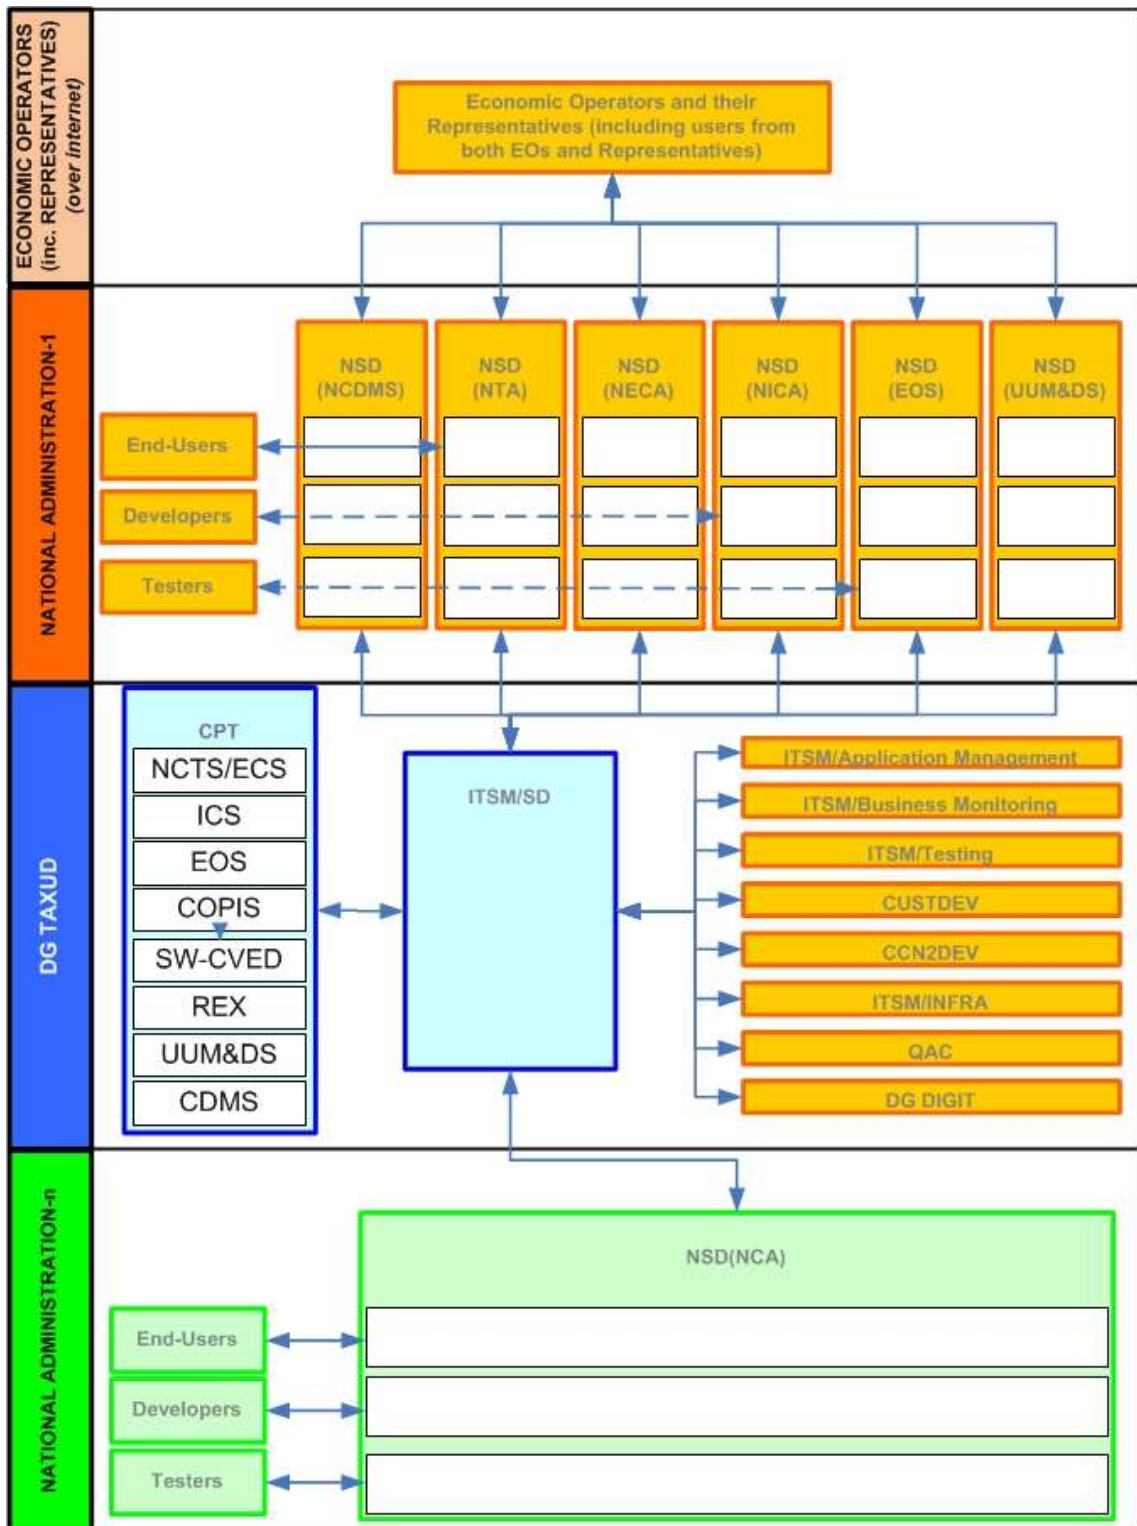 ECONOMIC OPERATORS
(inc. REPRESENTATIVES)
(over internet)
Economic Operators and their
Representatives (including users from
both EOs and Representatives)
NATIONAL ADMINISTRATION-1
NSD
(NCDMS)
NSD
(NTA)
NSD
(NECA)
NSD
(NICA)
NSD
(EOS)
NSD
(UUM&DS)
End-Users
Developers
Testers
DG TAXUD
CPT
NCTS/ECS
ICS
EOS
COPIS
SW-CVED
REX
UUM&DS
CDMS
ITSM/SD
ITSM/Application Management
ITSM/Business Monitoring
ITSM/Testing
CUSTDEV
CCN2DEV
ITSM/INFRA
QAC
DG DIGIT
NATIONAL ADMINISTRATION-n
NSD(NCA)
End-Users
Developers
Testers